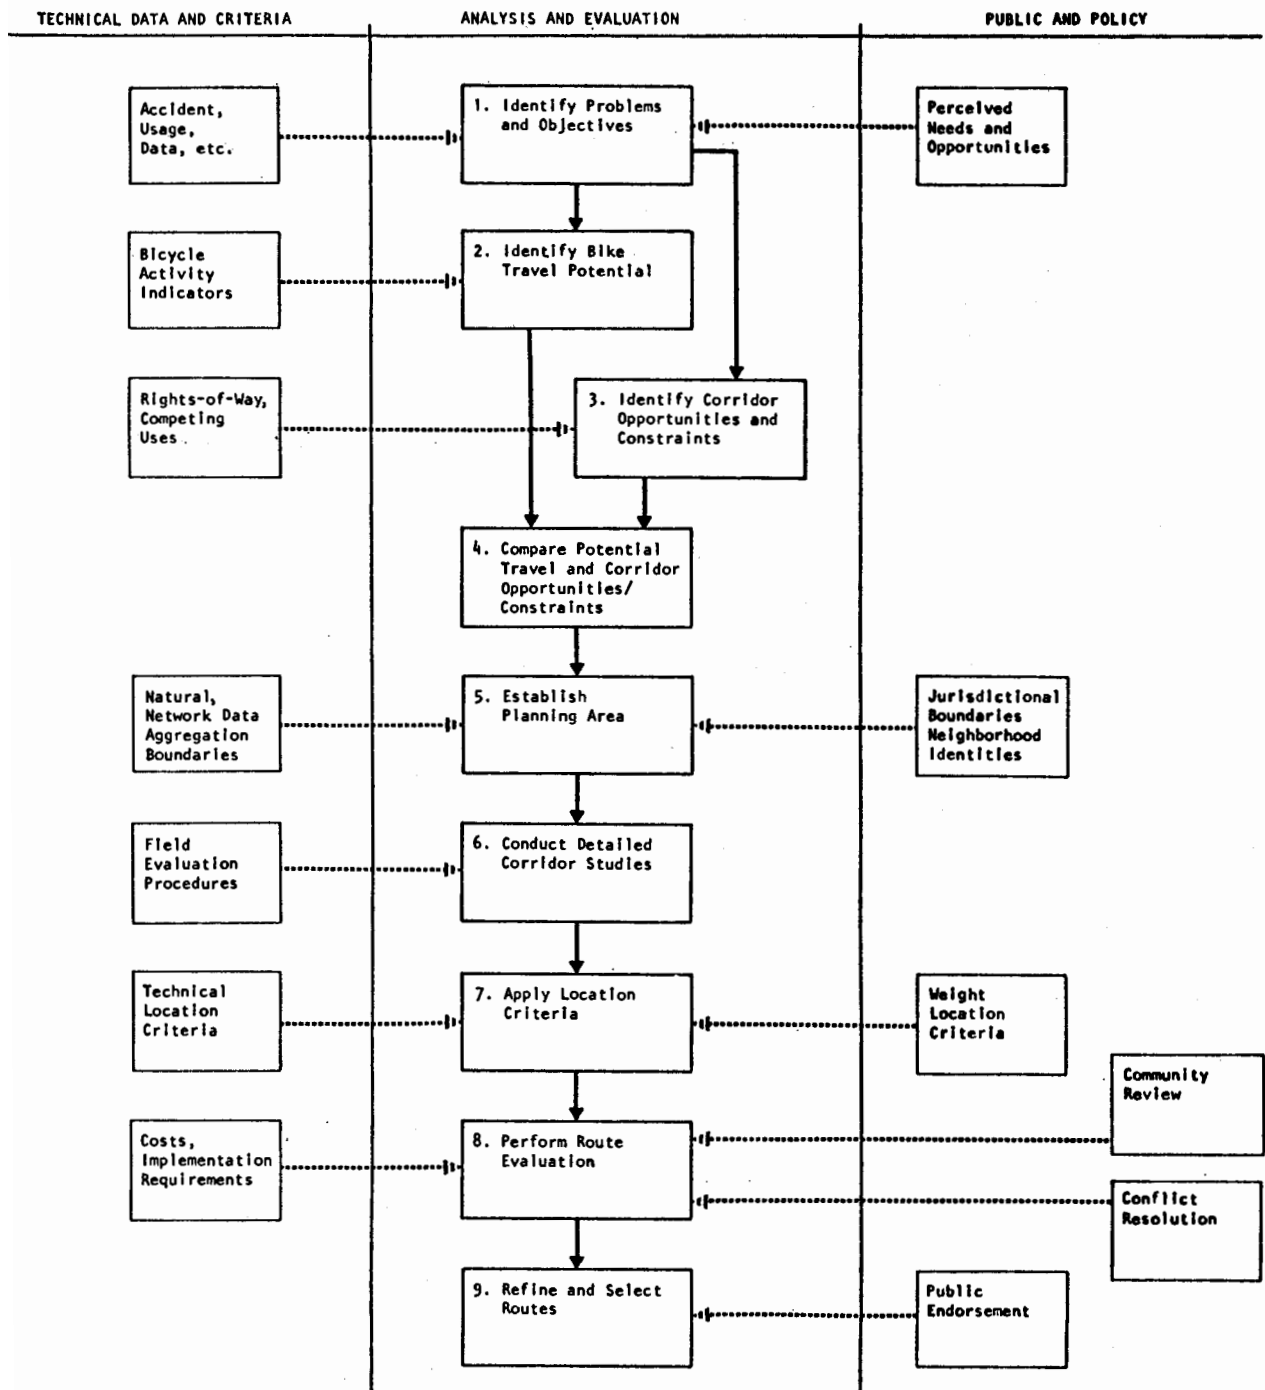 TECHNICAL DATA AND CRITERIA
ANALYSIS AND EVALUATION
PUBLIC AND POLICY
Accident,
Usage,
Data, etc.
1. Identify Problems
and Objectives
Perceived
Needs and
Opportunities
Bicycle
Activity
Indicators
2. Identify Bike
Travel Potential
Rights-of-Way,
Competing
Uses
3. Identify Corridor
Opportunities and
Constraints
4. Compare Potential
Travel and Corridor
Opportunities/
Constraints
Natural,
Network Data
Aggregation
Boundaries
5. Establish
Planning Area
Jurisdictional
Boundaries
Neighborhood
Identities
Field
Evaluation
Procedures
6. Conduct Detailed
Corridor Studies
Technical
Location
Criteria
7. Apply Location
Criteria
Weight
Location
Criteria
Community
Review
Costs,
Implementation
Requirements
8. Perform Route
Evaluation
Conflict
Resolution
9. Refine and Select
Routes
Public
Endorsement